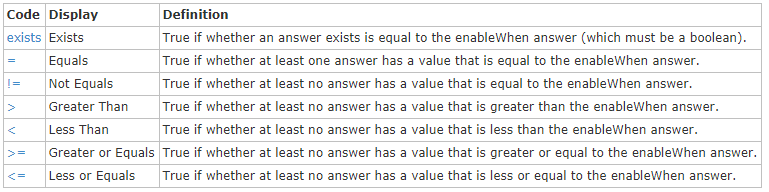 Code Display Definition
exists Exists True if whether an answer exists is equal to the enableWhen answer (which must be a boolean).
= Equals True if whether at least one answer has a value that is equal to the enableWhen answer.
!= Not Equals True if whether at least no answer has a value that is equal to the enableWhen answer.
> Greater Than True if whether at least no answer has a value that is greater than the enableWhen answer.
< Less Than True if whether at least no answer has a value that is less than the enableWhen answer.
>= Greater or Equals True if whether at least no answer has a value that is greater or equal to the enableWhen answer.
<= Less or Equals True if whether at least no answer has a value that is less or equal to the enableWhen answer.